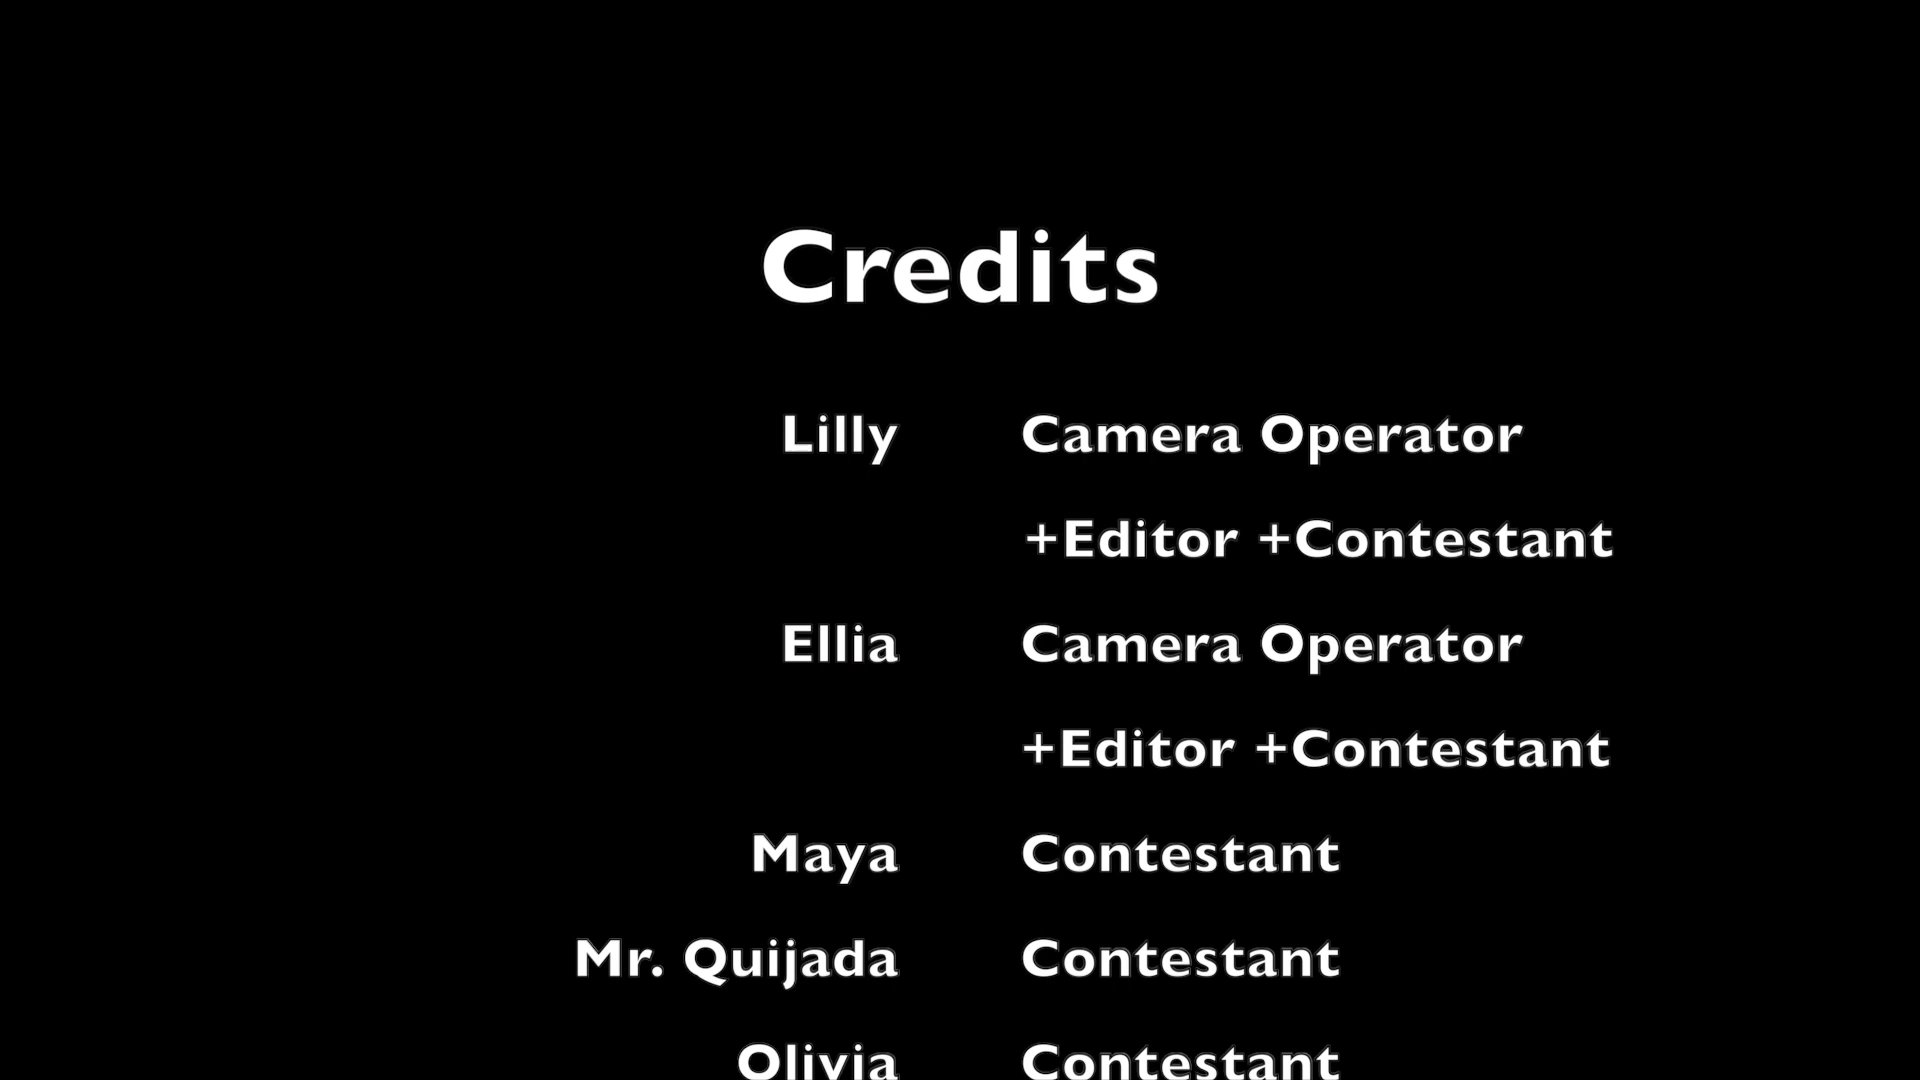 Credits
Lilly Camera Operator
+Editor +Contestant
Ellia Camera Operator
+Editor +Contestant
Maya Contestant
Mr. Quijada Contestant
Olivia Contestant